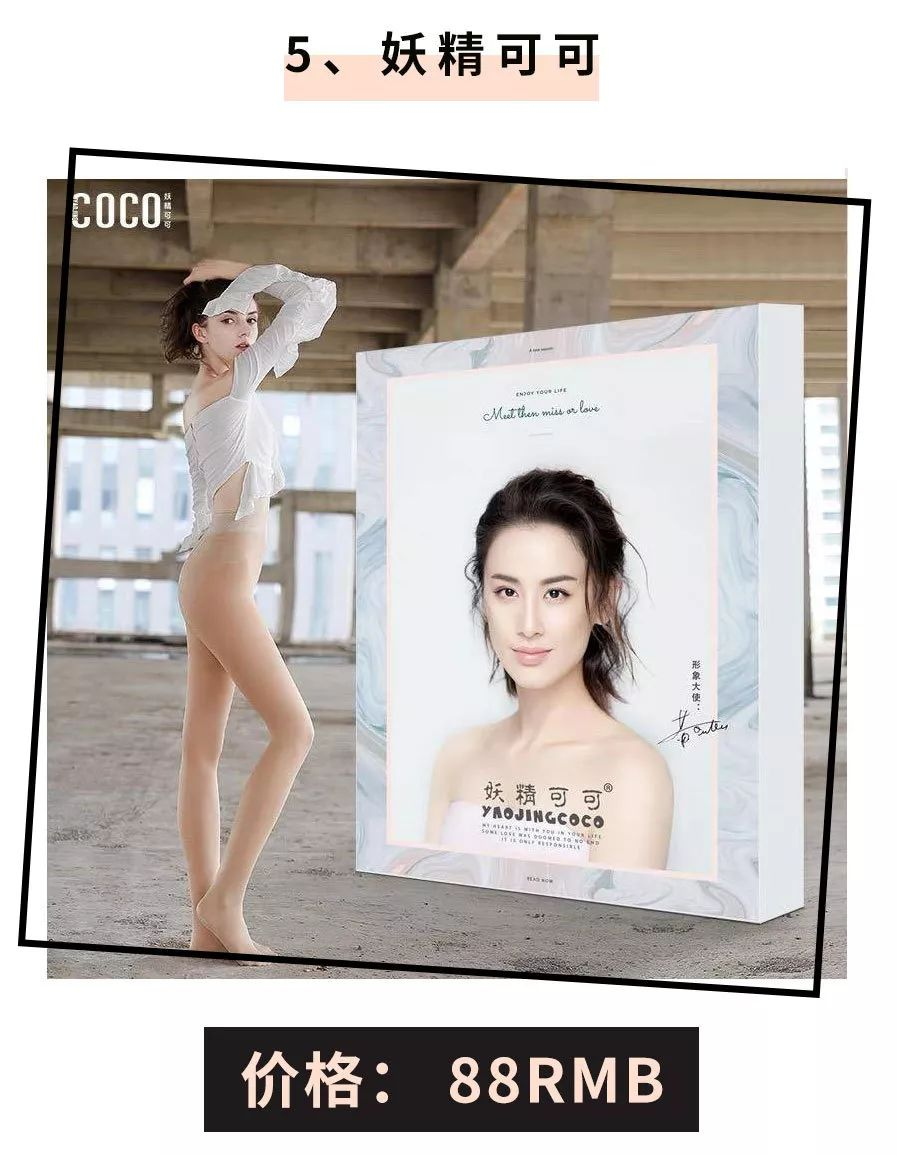 5、妖精可可
COCO
妖精可可
A new season
ENJOY YOUR LIFE
Meet then miss or love
形象大使：
妖精可可®
YAOJINGCOCO
MY HEART IS WITH YOU IN YOUR LIFE
SOME LOVE WAS DOOMED TO NO END
IT IS ONLY RESPONSIBLE
READ NOW
价格： 88RMB